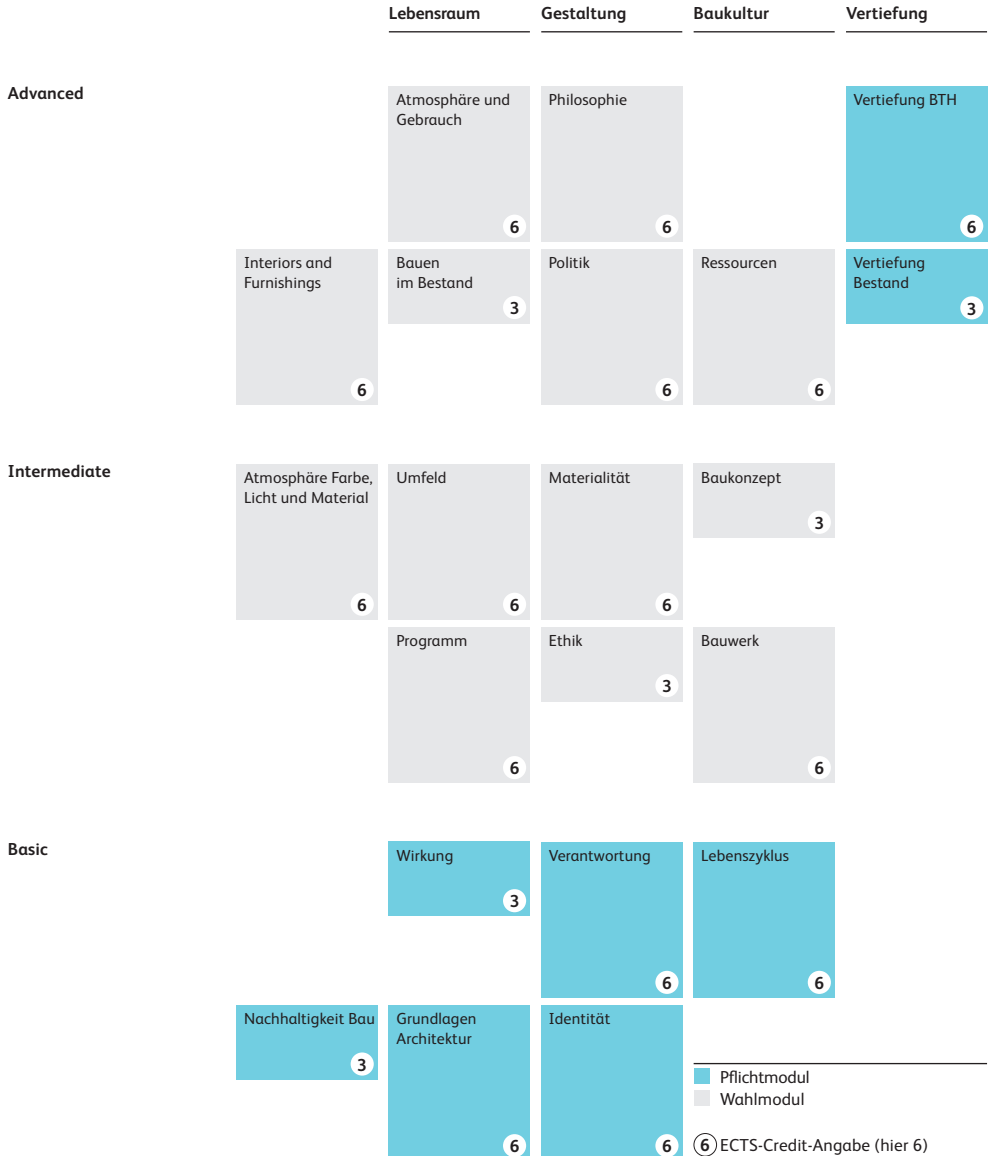 Lebensraum
Gestaltung
Baukultur
Vertiefung
Advanced
Atmosphäre und
Gebrauch
6
Philosophie
6
Vertiefung BTH
6
Interiors and
Furnishings
6
Bauen
im Bestand
3
Politik
6
Ressourcen
6
Vertiefung
Bestand
3
Intermediate
Atmosphäre Farbe,
Licht und Material
6
Umfeld
6
Materialität
6
Baukonzept
3
Programm
6
Ethik
3
Bauwerk
6
Basic
Wirkung
3
Verantwortung
6
Lebenszyklus
6
Nachhaltigkeit Bau
3
Grundlagen
Architektur
6
Identität
6
Pflichtmodul
Wahlmodul
6 ECTS-Credit-Angabe (hier 6)